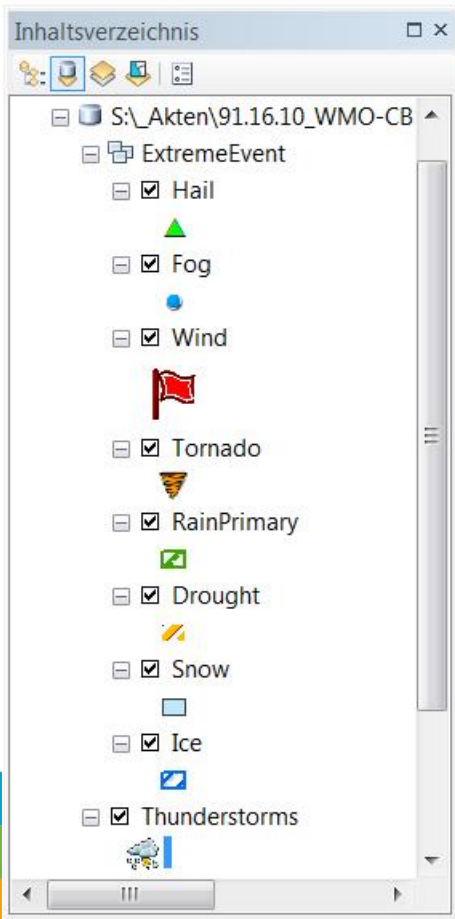 Inhaltsverzeichnis
S:\_Akten\91.16.10_WMO-CB
ExtremeEvent
Hail
Fog
Wind
Tornado
RainPrimary
Drought
Snow
Ice
Thunderstorms